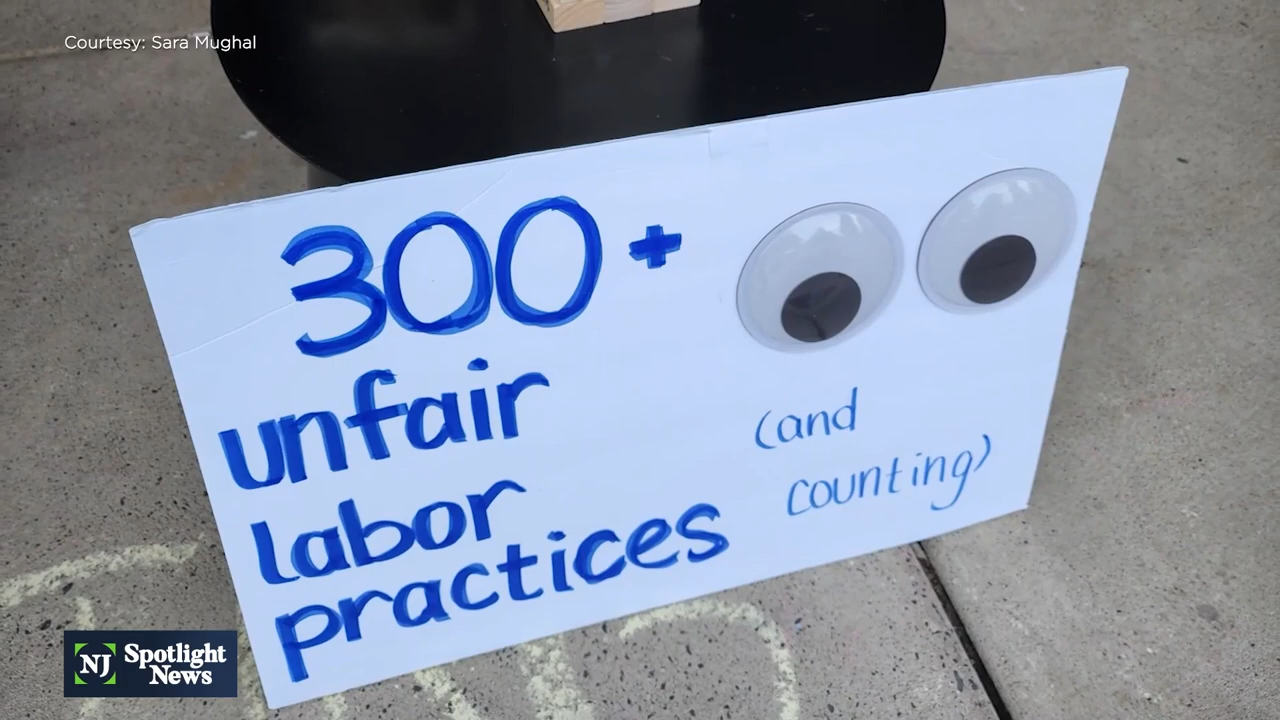 Courtesy: Sara Mughal
300+
unfair
labor
practices
(and
counting)
NJ Spotlight
News